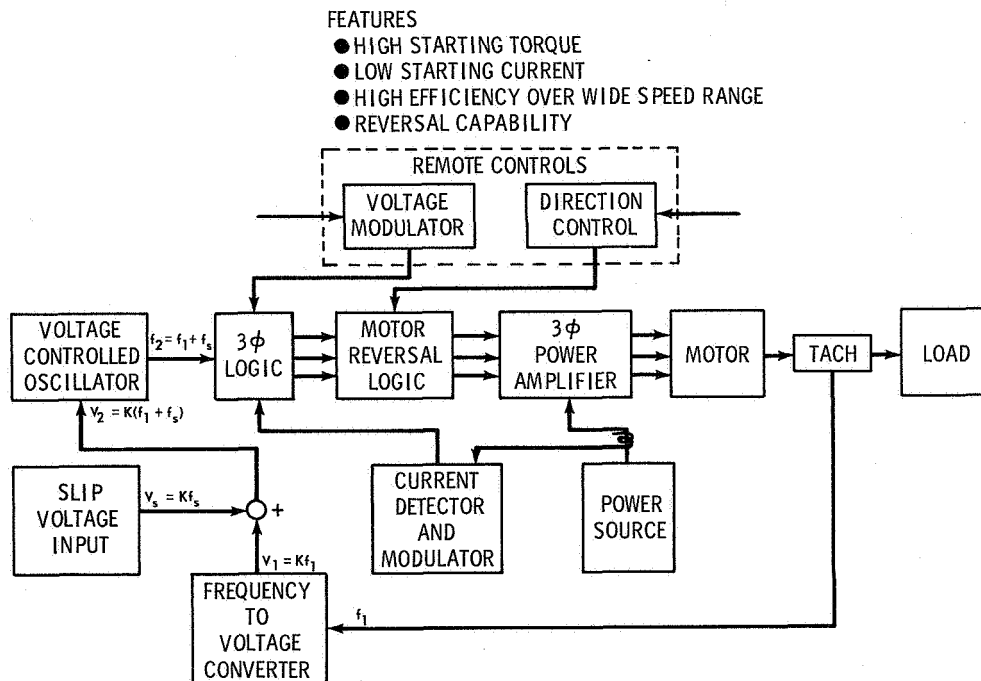 FEATURES
● HIGH STARTING TORQUE
● LOW STARTING CURRENT
● HIGH EFFICIENCY OVER WIDE SPEED RANGE
● REVERSAL CAPABILITY
REMOTE CONTROLS
VOLTAGE
MODULATOR
DIRECTION
CONTROL
VOLTAGE
CONTROLLED
OSCILLATOR
f₂ = f₁ + fₛ
3ϕ
LOGIC
MOTOR
REVERSAL
LOGIC
3ϕ
POWER
AMPLIFIER
MOTOR
TACH
LOAD
V₂ = K(f₁ + fₛ)
SLIP
VOLTAGE
INPUT
Vₛ = Kfₛ
+
CURRENT
DETECTOR
AND
MODULATOR
POWER
SOURCE
V₁ = Kf₁
FREQUENCY
TO
VOLTAGE
CONVERTER
f₁